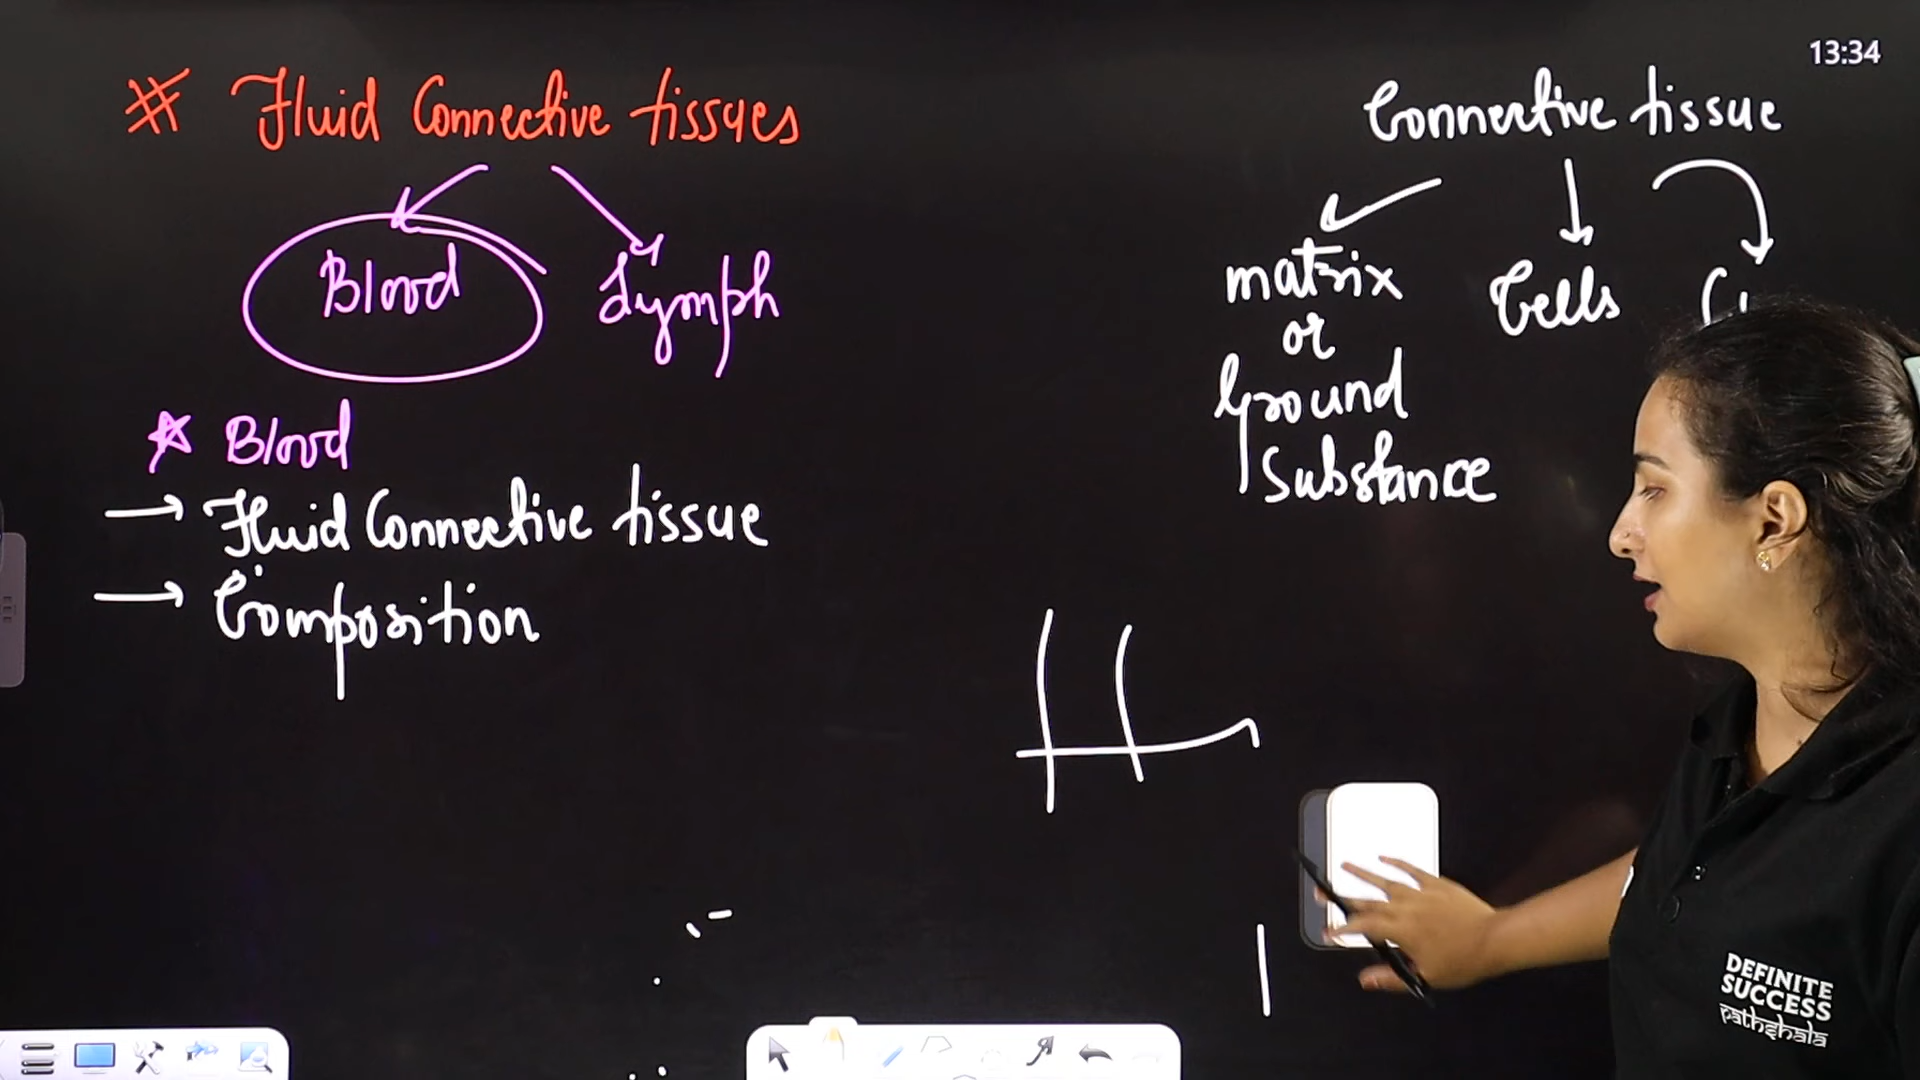 13:34
# Fluid Connective tissues
Blood Lymph
☆ Blood
→ Fluid Connective tissue
→ Composition
Connective tissue
matrix Cells
or
Ground
Substance
DEFINITE
SUCCESS
pathshala